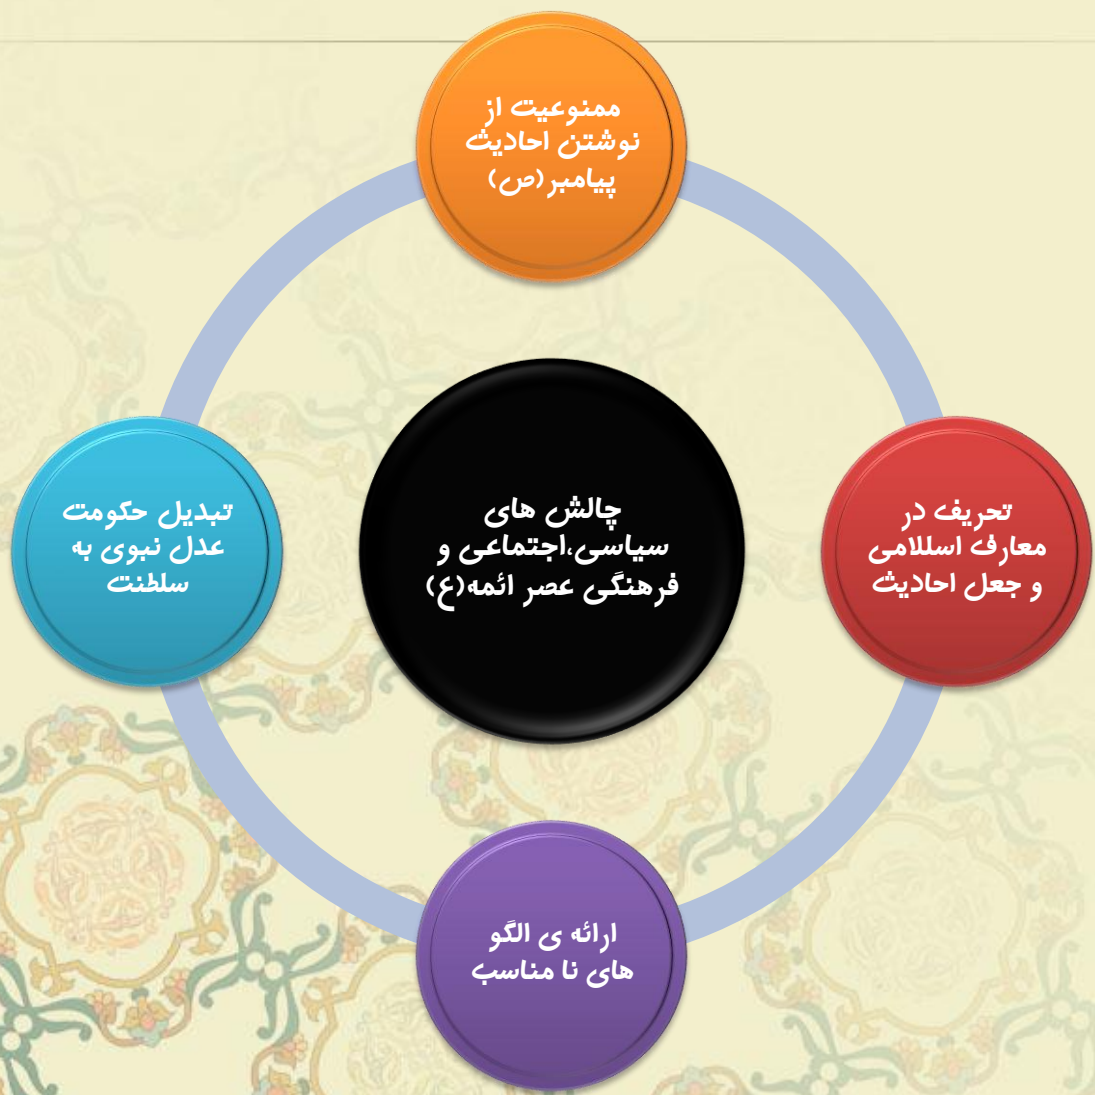 ممنوعیت از
نوشتن احادیث
پیامبر(ص)
تحریف در
معارف اسللامی
و جعل احادیث
چالش های
سیاسی،اجتماعی و
فرهنگی عصر ائمه(ع)
تبدیل حکومت
عدل نبوی به
سلطنت
ارائه ی الگو
های نا مناسب